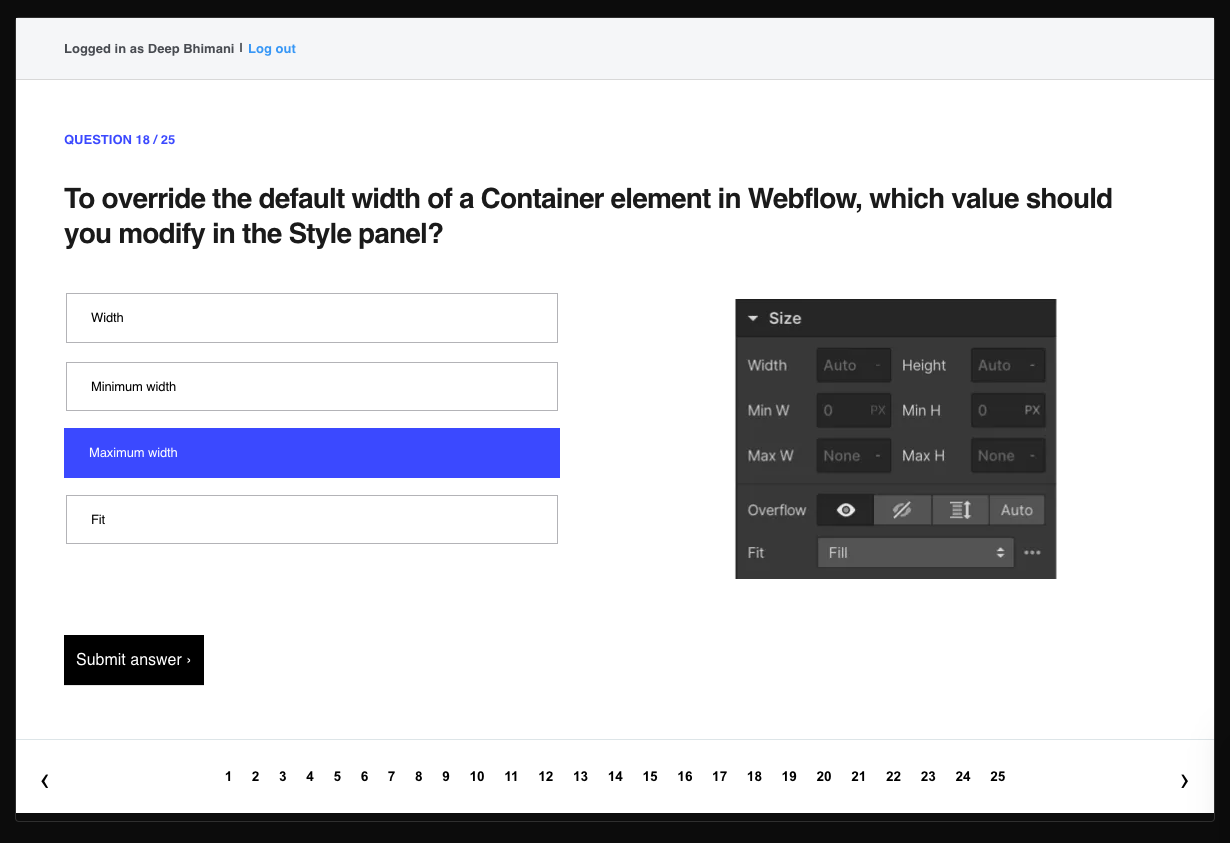 Logged in as Deep Bhimani | Log out
QUESTION 18 / 25
To override the default width of a Container element in Webflow, which value should
you modify in the Style panel?
Width
Minimum width
Maximum width
Fit
Size
Width Auto - Height Auto -
Min W 0 PX Min H 0 PX
Max W None - Max H None -
Overflow Auto
Fit Fill •••
Submit answer ›
‹ 1 2 3 4 5 6 7 8 9 10 11 12 13 14 15 16 17 18 19 20 21 22 23 24 25 ›